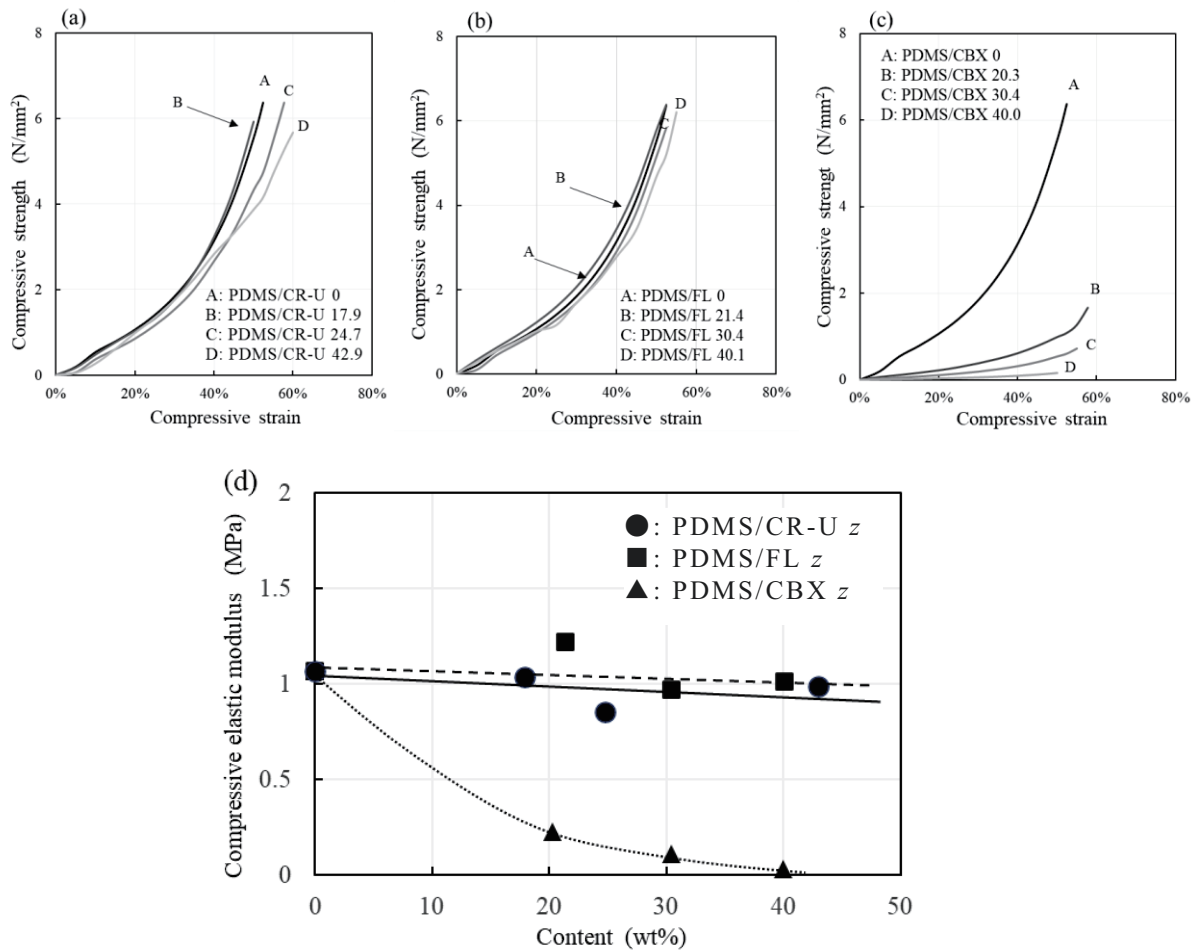 (a)
8
6
4
2
0
0%
20%
40%
60%
80%
Compressive strength (N/mm²)
Compressive strain
A
B
C
D
A: PDMS/CR-U 0
B: PDMS/CR-U 17.9
C: PDMS/CR-U 24.7
D: PDMS/CR-U 42.9
(b)
8
6
4
2
0
0%
20%
40%
60%
80%
Compressive strength (N/mm²)
Compressive strain
D
C
B
A
A: PDMS/FL 0
B: PDMS/FL 21.4
C: PDMS/FL 30.4
D: PDMS/FL 40.1
(c)
8
6
4
2
0
0%
20%
40%
60%
80%
Compressive strengt (N/mm²)
Compressive strain
A: PDMS/CBX 0
B: PDMS/CBX 20.3
C: PDMS/CBX 30.4
D: PDMS/CBX 40.0
A
B
C
D
(d)
2
1.5
1
0.5
0
0
10
20
30
40
50
Compressive elastic modulus (MPa)
Content (wt%)
: PDMS/CR-U z
: PDMS/FL z
: PDMS/CBX z